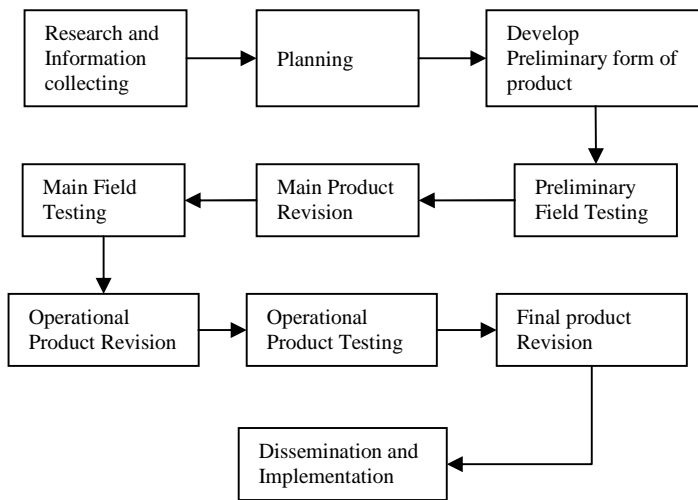 Research and
Information
collecting
Planning
Develop
Preliminary form of
product
Main Field
Testing
Main Product
Revision
Preliminary
Field Testing
Operational
Product Revision
Operational
Product Testing
Final product
Revision
Dissemination and
Implementation